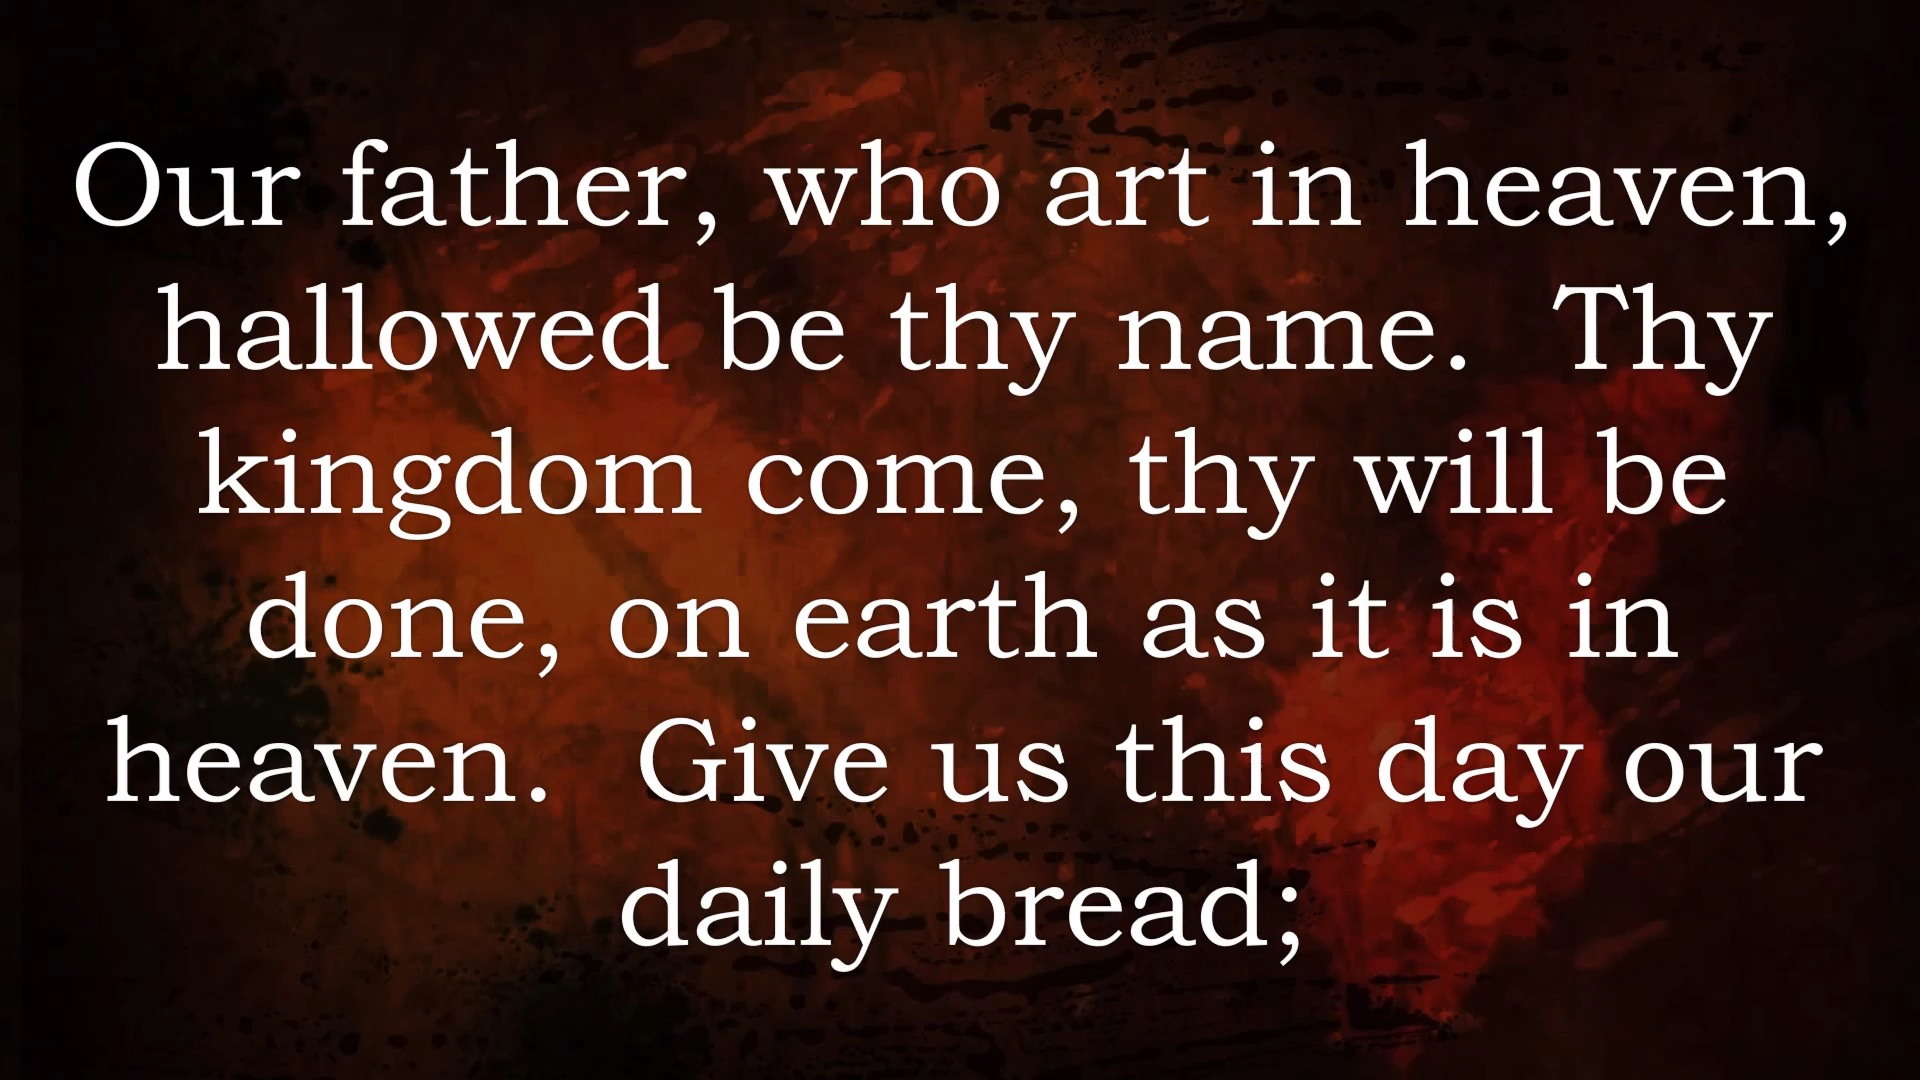 Our father, who art in heaven,
hallowed be thy name.  Thy
kingdom come, thy will be
done, on earth as it is in
heaven.  Give us this day our
daily bread;